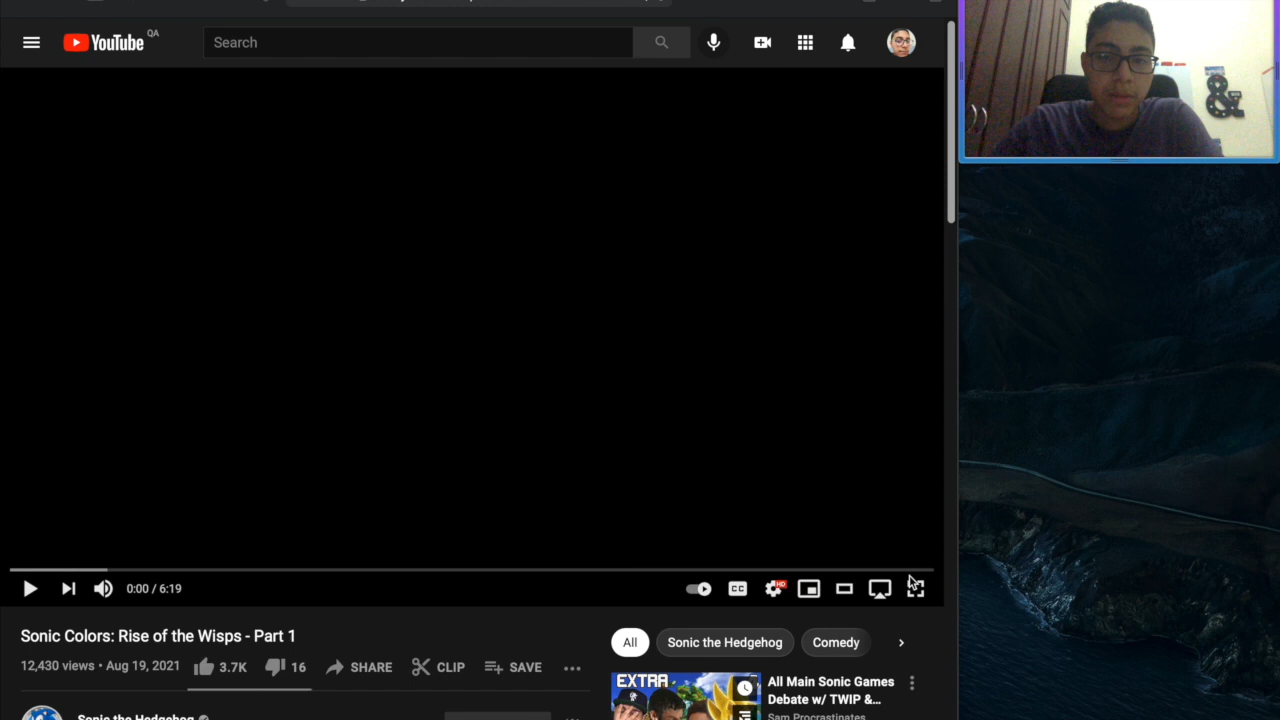 YouTube QA
Search
0:00 / 6:19
CC
HD
Sonic Colors: Rise of the Wisps - Part 1
12,430 views • Aug 19, 2021
3.7K
16
SHARE
CLIP
SAVE
Sonic the Hedgehog
All
Sonic the Hedgehog
Comedy
EXTRA
All Main Sonic Games
Debate w/ TWIP &...
Sam Procrastinates
&